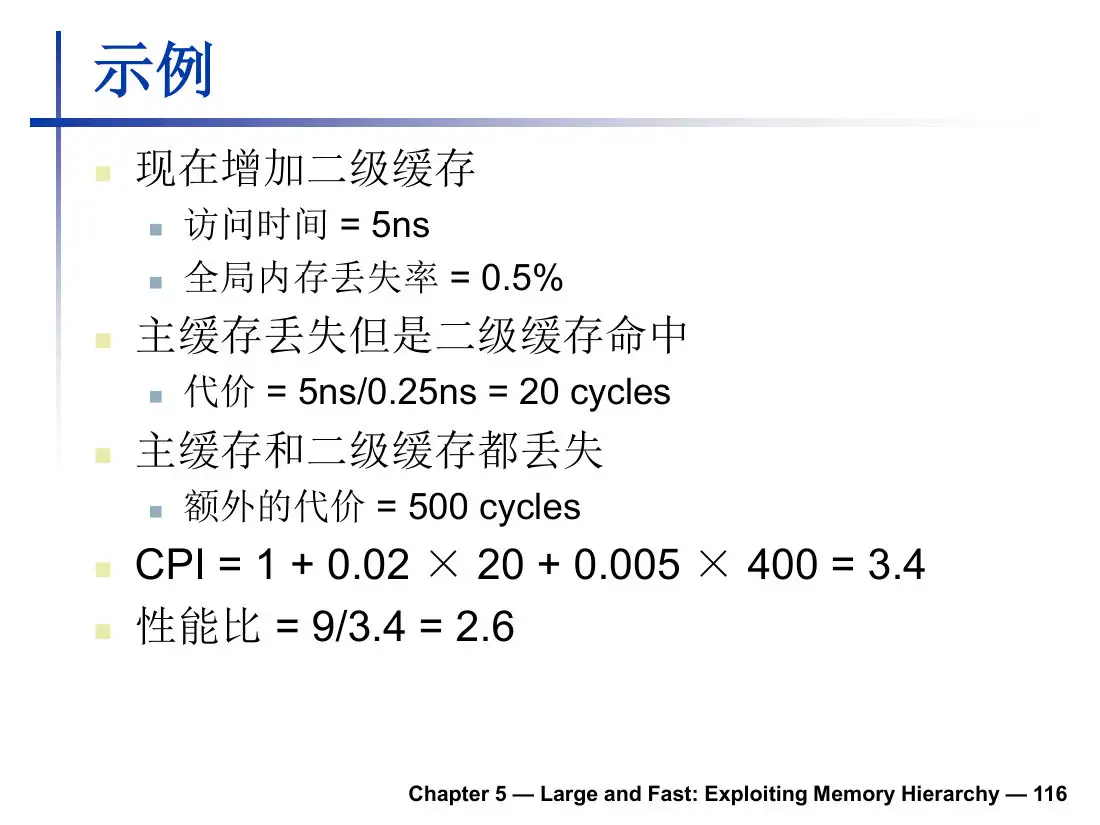 示例
现在增加二级缓存
访问时间 = 5ns
全局内存丢失率 = 0.5%
主缓存丢失但是二级缓存命中
代价 = 5ns/0.25ns = 20 cycles
主缓存和二级缓存都丢失
额外的代价 = 500 cycles
CPI = 1 + 0.02 × 20 + 0.005 × 400 = 3.4
性能比 = 9/3.4 = 2.6
Chapter 5 — Large and Fast: Exploiting Memory Hierarchy — 116